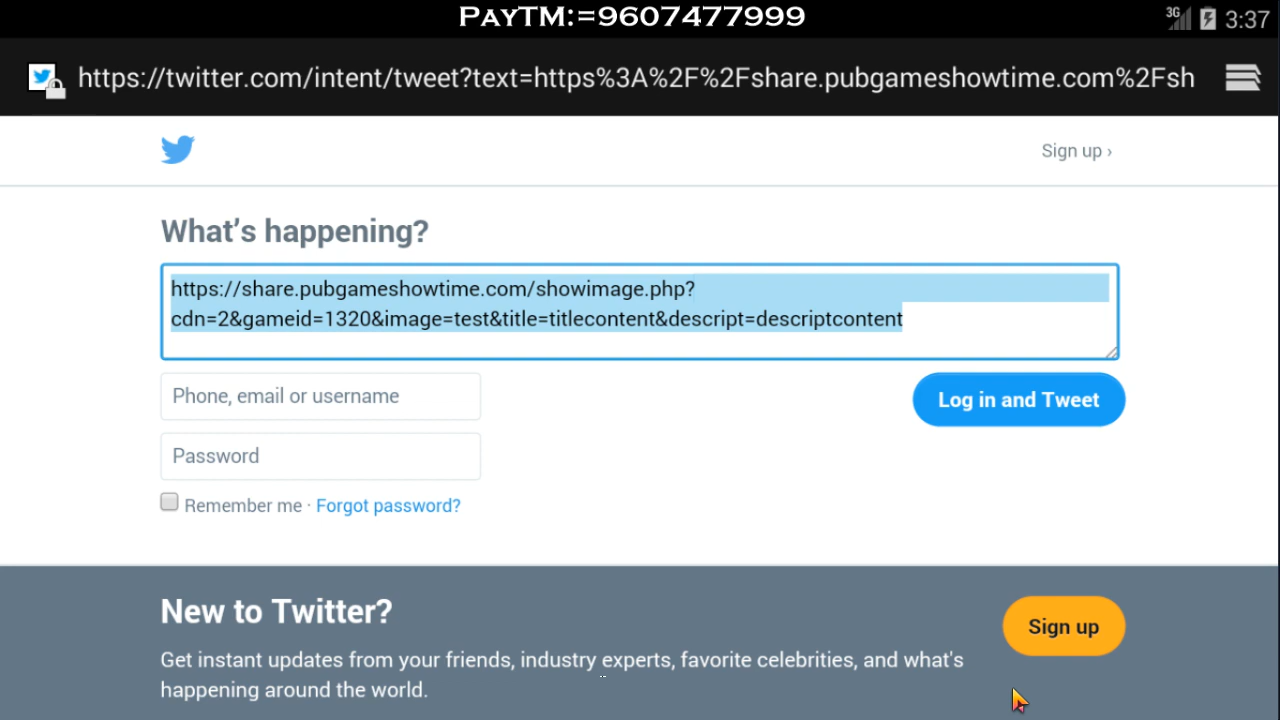 PAYTM:=9607477999
3G 3:37
https://twitter.com/intent/tweet?text=https%3A%2F%2Fshare.pubgameshowtime.com%2Fsh
Sign up ›
What's happening?
https://share.pubgameshowtime.com/showimage.php?
cdn=2&gameid=1320&image=test&title=titlecontent&descript=descriptcontent
Phone, email or username
Log in and Tweet
Password
Remember me · Forgot password?
New to Twitter?
Sign up
Get instant updates from your friends, industry experts, favorite celebrities, and what's
happening around the world.